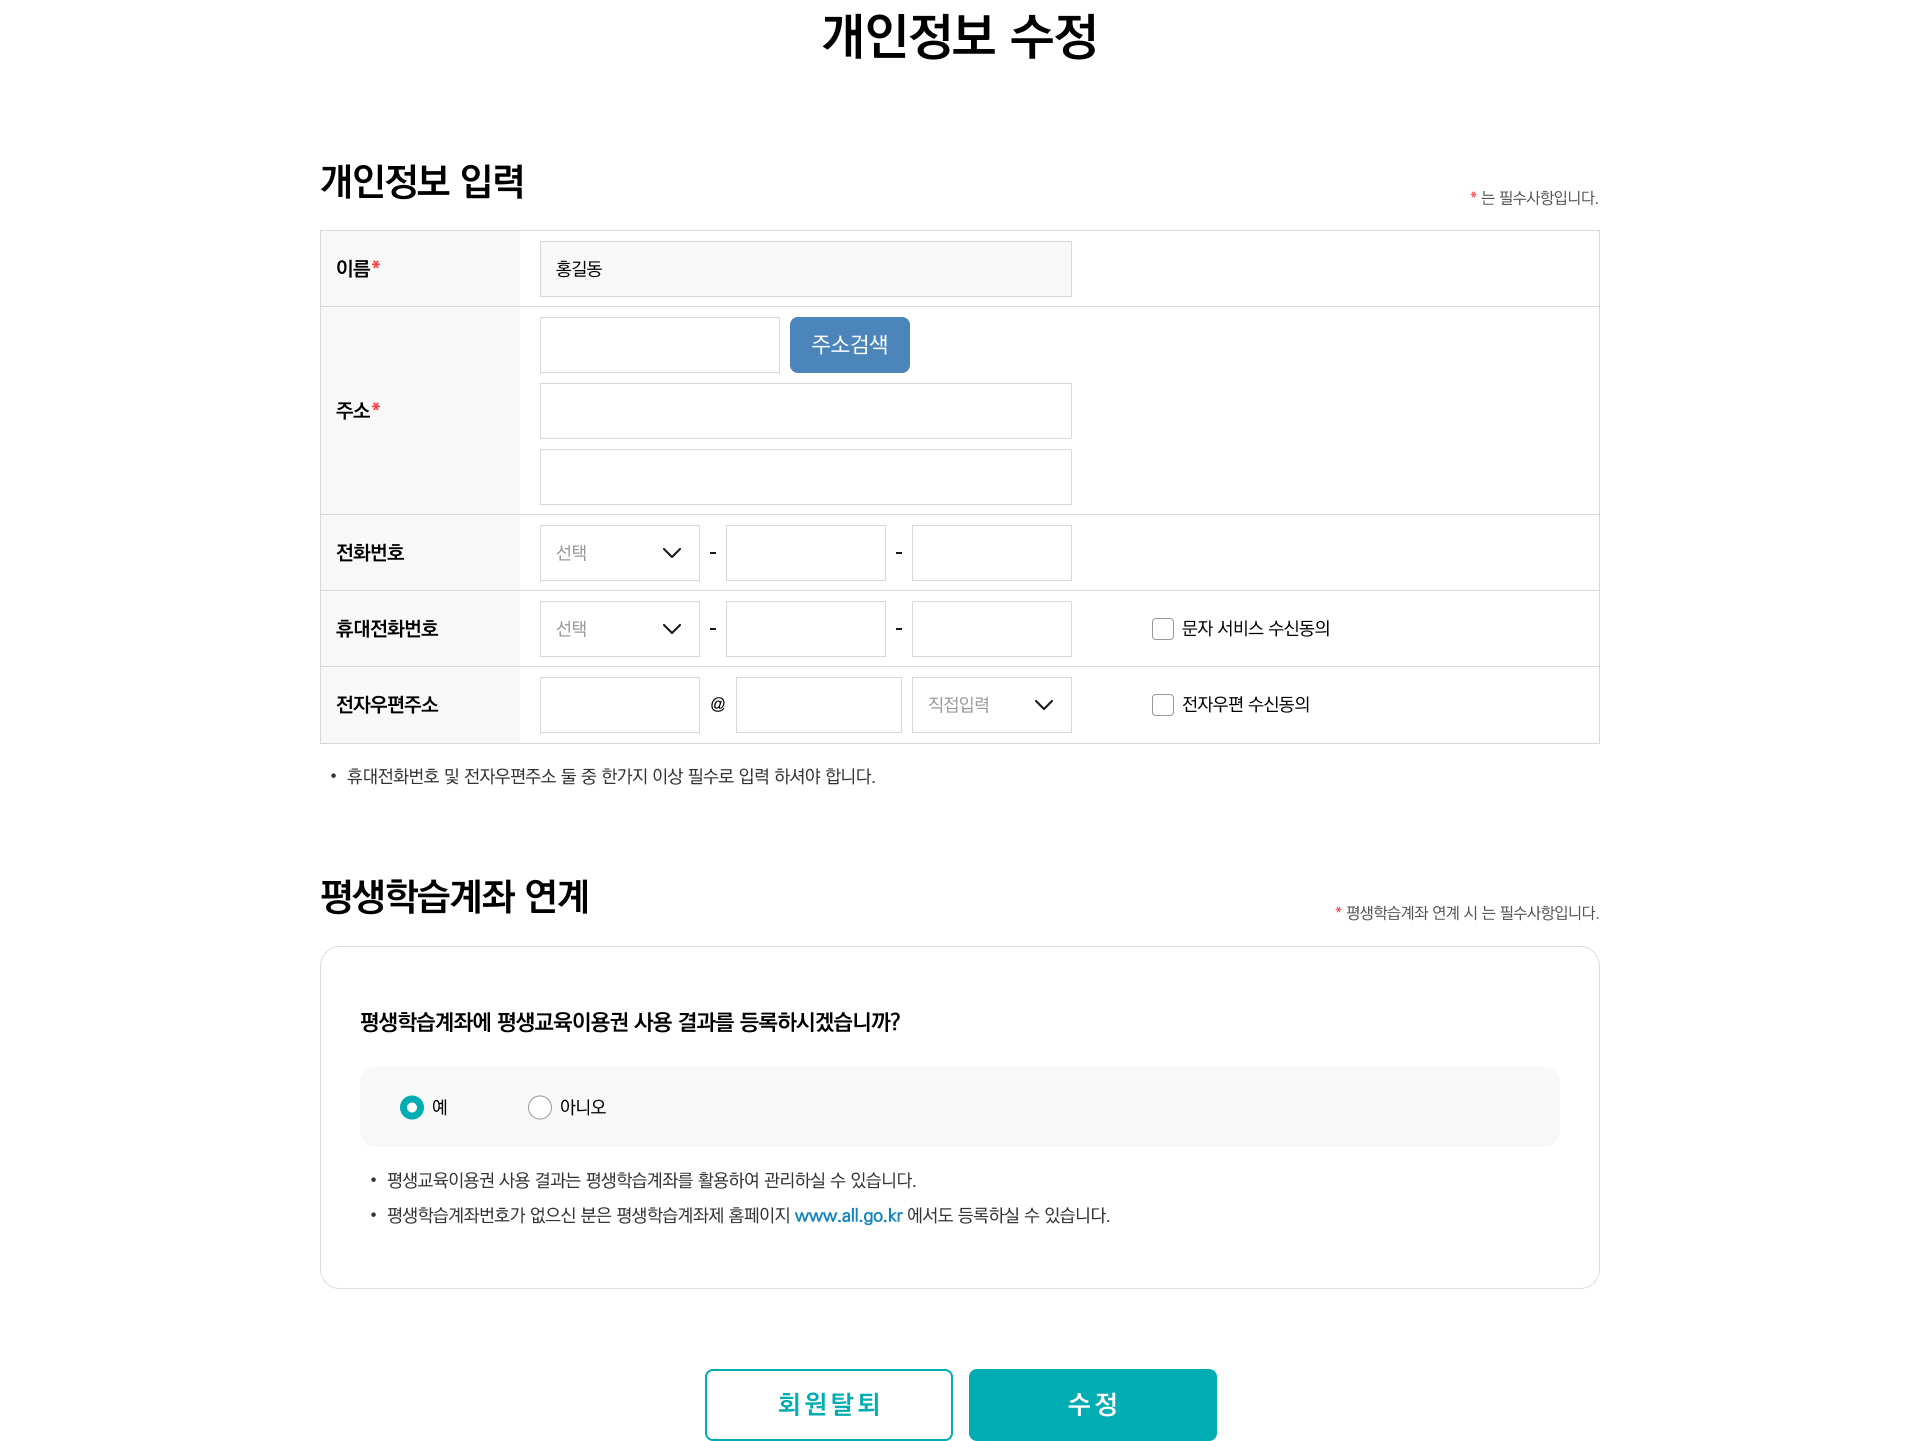 개인정보 수정
개인정보 입력
* 는 필수사항입니다.
이름*
홍길동
주소*
주소검색
전화번호
선택 - -
휴대전화번호
선택 - -
문자 서비스 수신동의
전자우편주소
@ 직접입력
전자우편 수신동의
• 휴대전화번호 및 전자우편주소 둘 중 한가지 이상 필수로 입력 하셔야 합니다.
평생학습계좌 연계
* 평생학습계좌 연계 시 는 필수사항입니다.
평생학습계좌에 평생교육이용권 사용 결과를 등록하시겠습니까?
예 아니오
• 평생교육이용권 사용 결과는 평생학습계좌를 활용하여 관리하실 수 있습니다.
• 평생학습계좌번호가 없으신 분은 평생학습계좌제 홈페이지 www.all.go.kr 에서도 등록하실 수 있습니다.
회원탈퇴
수정